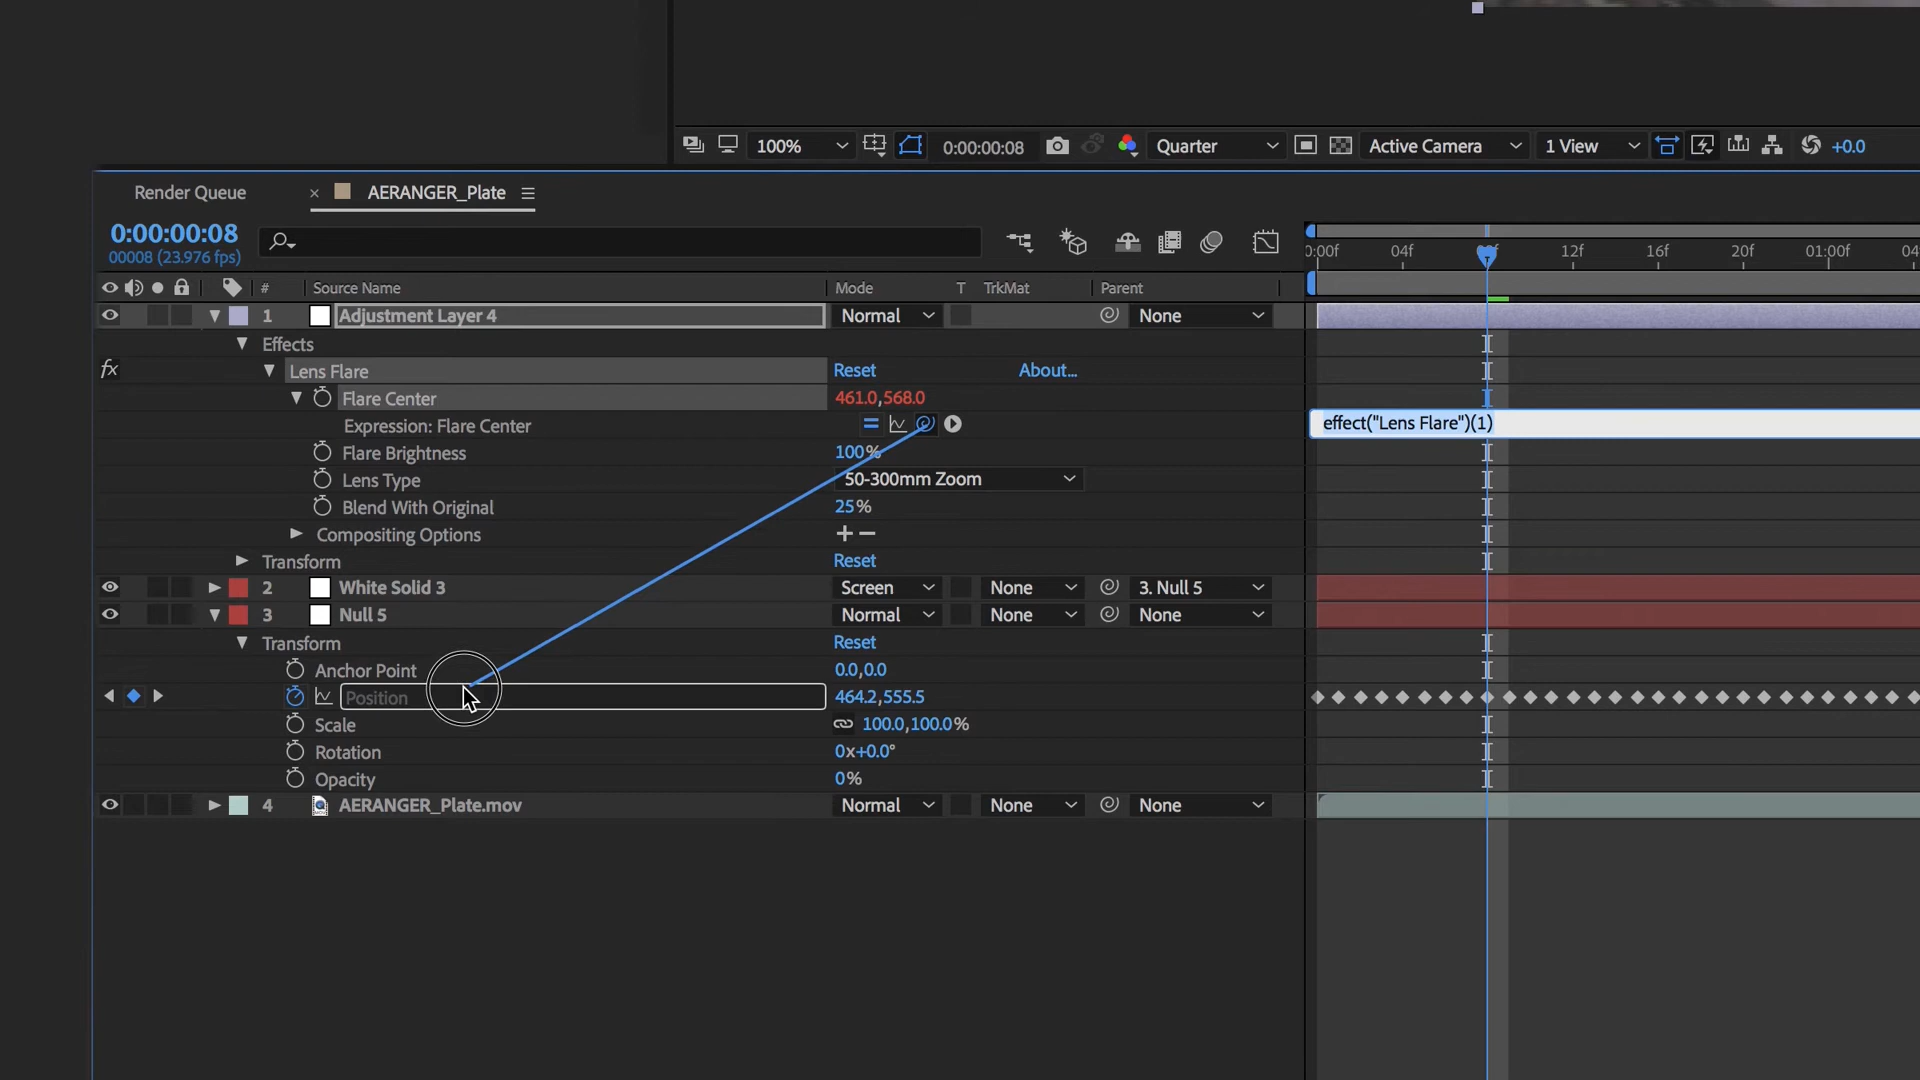 100% 0:00:00:08 Quarter Active Camera 1 View +0.0
Render Queue × AERANGER_Plate
0:00:00:08
00008 (23.976 fps)
0:00f 04f 12f 16f 20f 01:00f 04
# Source Name Mode T TrkMat Parent
1 Adjustment Layer 4 Normal None
Effects
fx Lens Flare Reset About...
Flare Center 461.0,568.0
Expression: Flare Center effect("Lens Flare")(1)
Flare Brightness 100%
Lens Type 50-300mm Zoom
Blend With Original 25%
Compositing Options
Transform Reset
2 White Solid 3 Screen None 3. Null 5
3 Null 5 Normal None None
Transform Reset
Anchor Point 0.0,0.0
Position 464.2,555.5
Scale 100.0,100.0%
Rotation 0x+0.0°
Opacity 0%
4 AERANGER_Plate.mov Normal None None